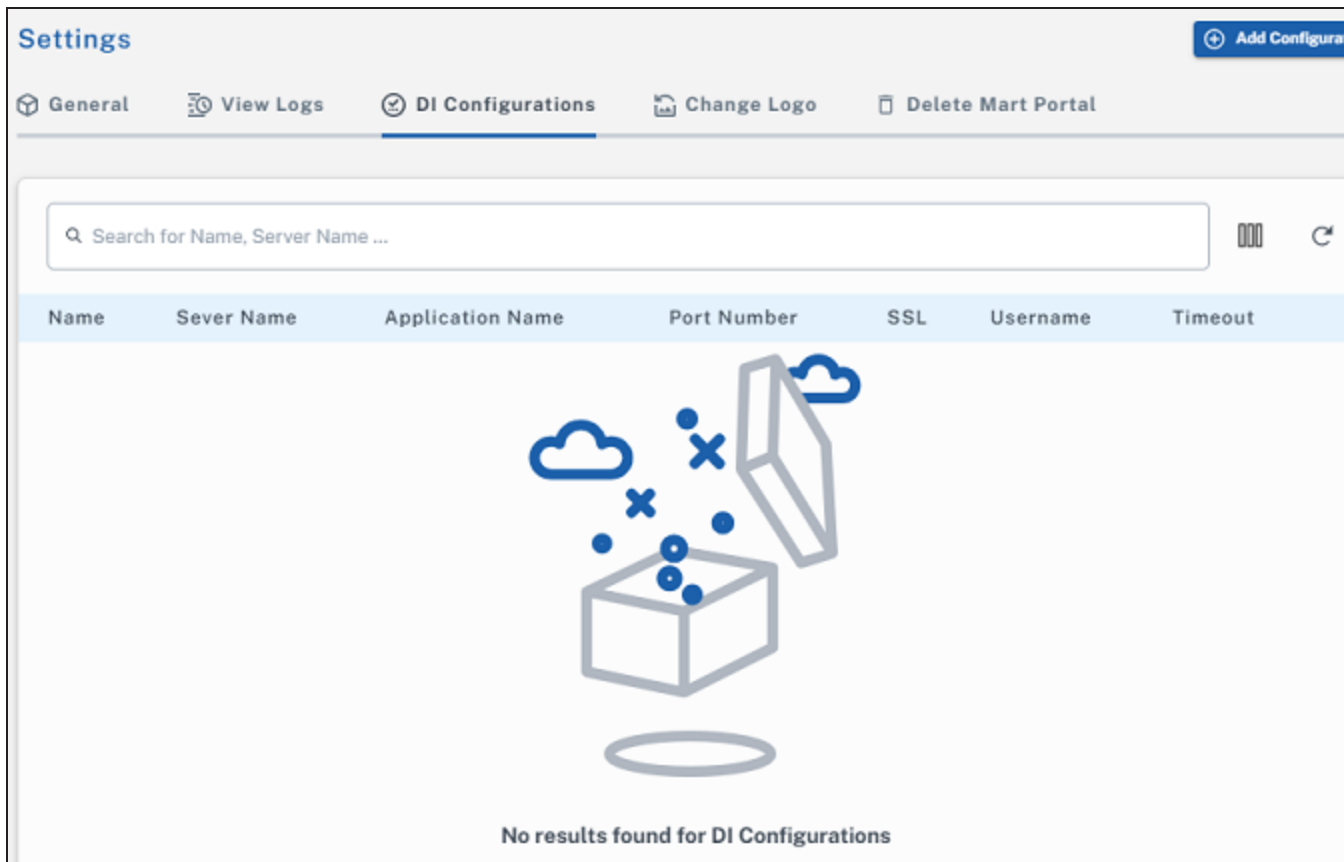 Settings
Add Configura
General View Logs DI Configurations Change Logo Delete Mart Portal
Search for Name, Server Name ...
Name Sever Name Application Name Port Number SSL Username Timeout
No results found for DI Configurations